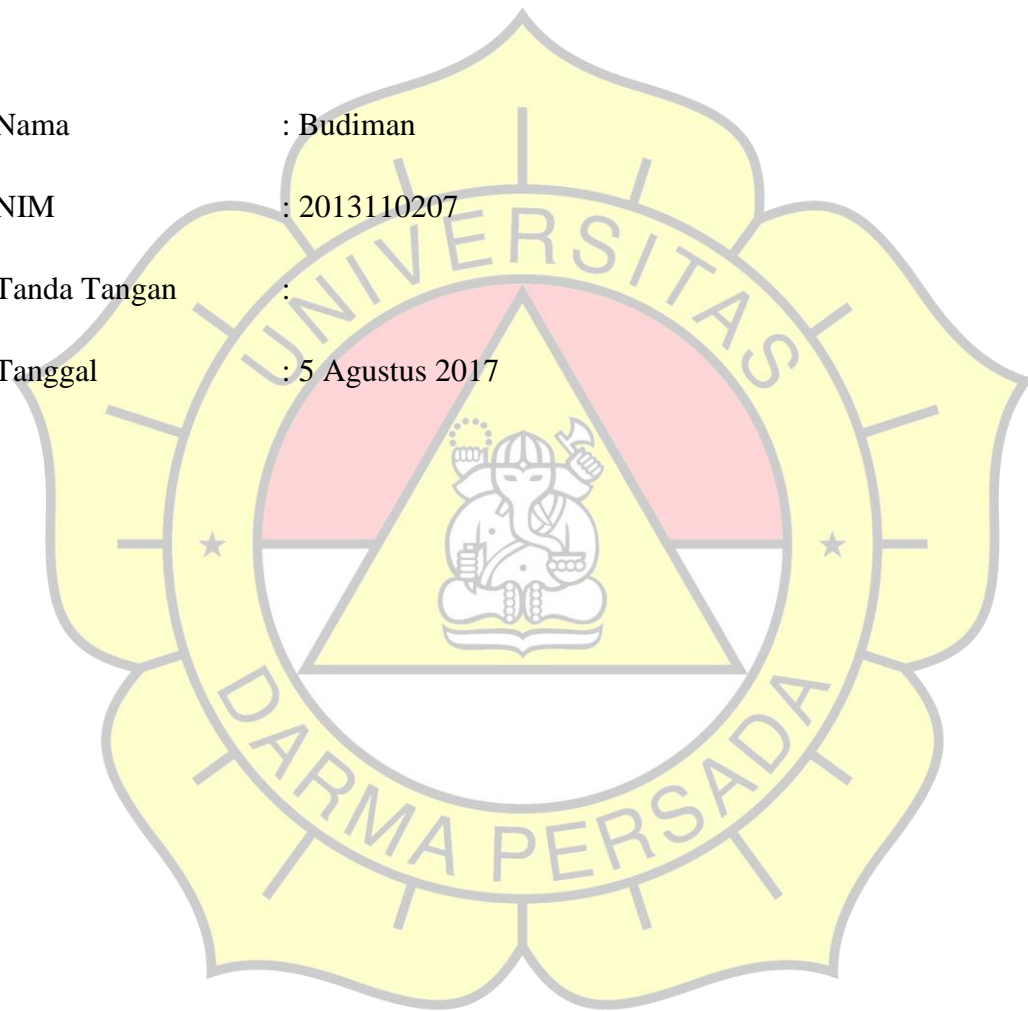 Nama : Budiman
NIM : 2013110207
Tanda Tangan :
Tanggal : 5 Agustus 2017
UNIVERSITAS
DARMA PERSADA